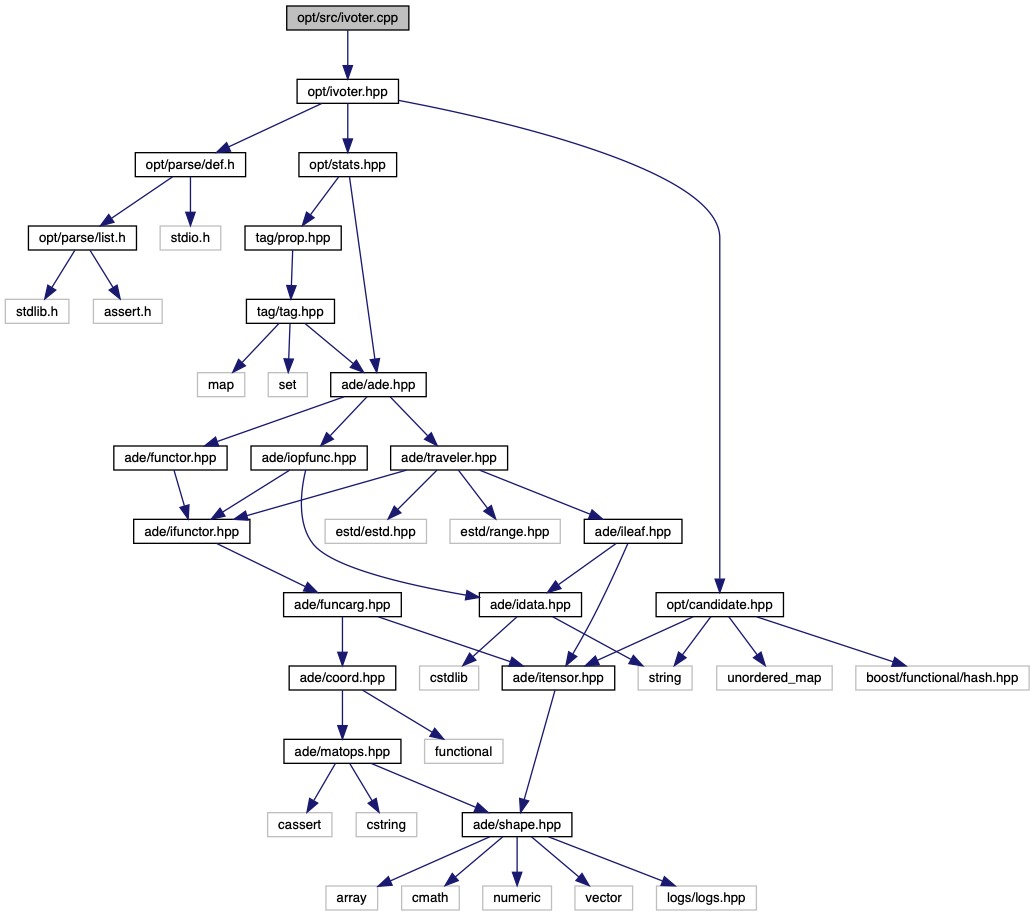 opt/src/ivoter.cpp
opt/ivoter.hpp
opt/parse/def.h
opt/stats.hpp
opt/parse/list.h
stdio.h
tag/prop.hpp
stdlib.h
assert.h
tag/tag.hpp
map
set
ade/ade.hpp
ade/functor.hpp
ade/iopfunc.hpp
ade/traveler.hpp
ade/ifunctor.hpp
estd/estd.hpp
estd/range.hpp
ade/ileaf.hpp
ade/funcarg.hpp
ade/idata.hpp
opt/candidate.hpp
ade/coord.hpp
cstdlib
ade/itensor.hpp
string
unordered_map
boost/functional/hash.hpp
ade/matops.hpp
functional
cassert
cstring
ade/shape.hpp
array
cmath
numeric
vector
logs/logs.hpp